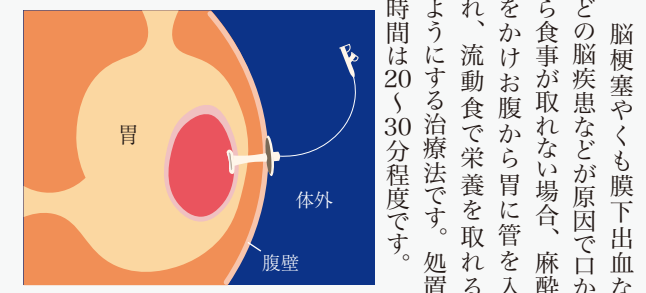 脳梗塞やくも膜下出血な
どの脳疾患などが原因で口か
ら食事が取れない場合、麻酔
をかけお腹から胃に管を入
れ、流動食で栄養を取れる
ようにする治療法です。処置
時間は20〜30分程度です。
胃
体外
腹壁